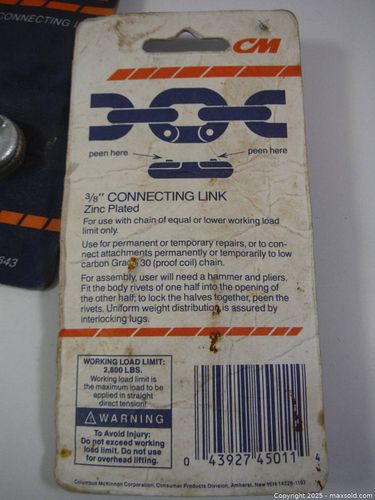 CONNECTING
643
CM
peen here
peen here
3/8" CONNECTING LINK
Zinc Plated
For use with chain of equal or lower working load
limit only.
Use for permanent or temporary repairs, or to con-
nect attachments permanently or temporarily to low
carbon Grade 30 (proof coil) chain.
For assembly, user will need a hammer and pliers.
Fit the body rivets of one half into the opening of
the other half; to lock the halves together, peen the
rivets. Uniform weight distribution is assured by
interlocking lugs.
WORKING LOAD LIMIT:
2,800 LBS.
Working load limit is
the maximum load to be
applied in straight
direct tension!
⚠WARNING
To Avoid Injury:
Do not exceed working
load limit. Do not use
for overhead lifting.
0 43927 45011 4
Columbus McKinnon Corporation, Consumer Products Division, Amherst, New York 14228-1197
Copyright 2025 - maxsold.com